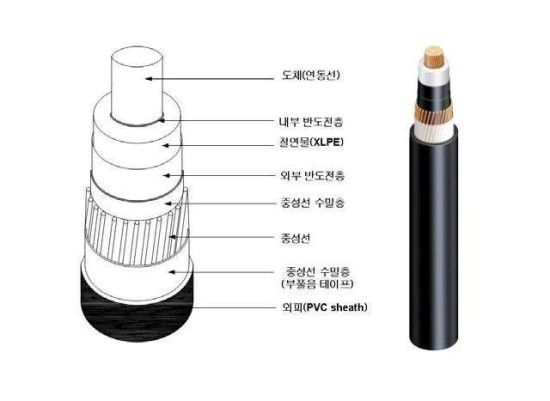 도체(연동선)
내부 반도전층
절연물(XLPE)
외부 반도전층
중성선 수밀층
중성선
중성선 수밀층
(부풀음 테이프)
외피(PVC sheath)